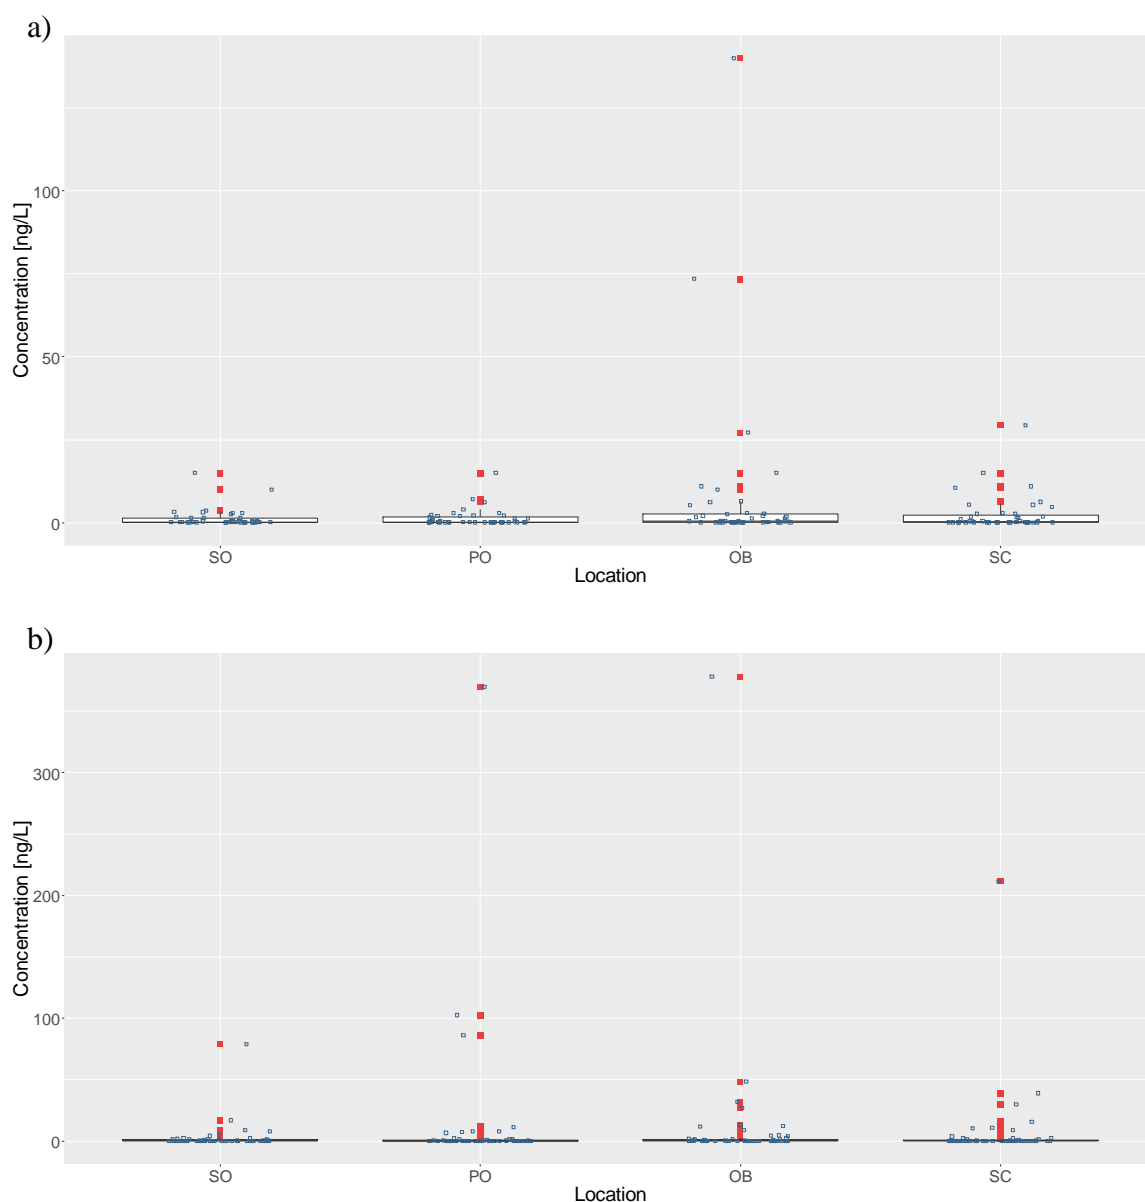 a)
Concentration [ng/L]
100
50
0
SO PO OB SC
Location
b)
Concentration [ng/L]
300
200
100
0
SO PO OB SC
Location